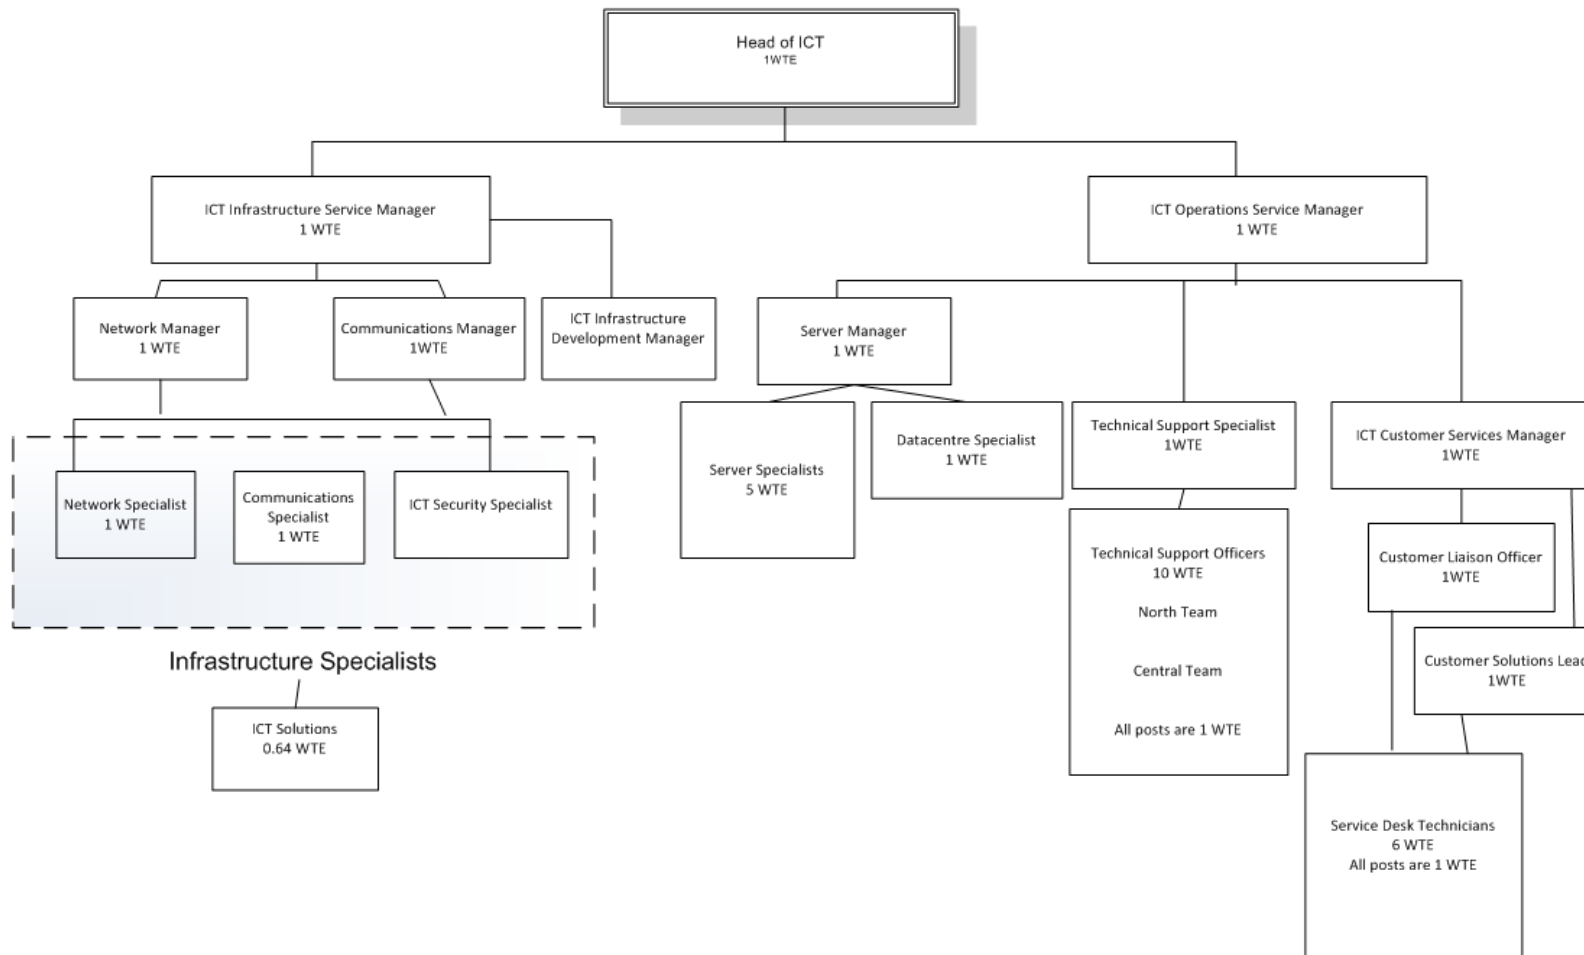 Head of ICT
1WTE
ICT Infrastructure Service Manager
1 WTE
ICT Operations Service Manager
1 WTE
Network Manager
1 WTE
Communications Manager
1WTE
ICT Infrastructure
Development Manager
Server Manager
1 WTE
Server Specialists
5 WTE
Datacentre Specialist
1 WTE
Technical Support Specialist
1WTE
ICT Customer Services Manager
1WTE
Network Specialist
1 WTE
Communications
Specialist
1 WTE
ICT Security Specialist
Technical Support Officers
10 WTE
North Team
Central Team
All posts are 1 WTE
Customer Liaison Officer
1WTE
Customer Solutions Lead
1WTE
Infrastructure Specialists
ICT Solutions
0.64 WTE
Service Desk Technicians
6 WTE
All posts are 1 WTE